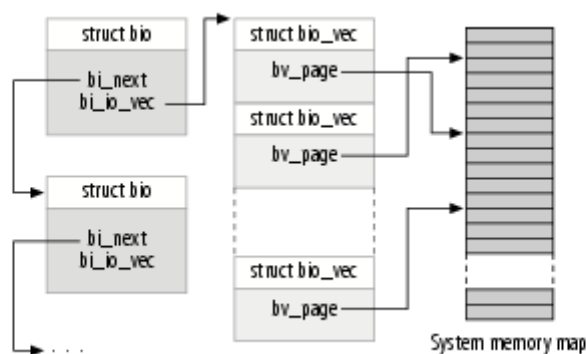 struct bio
bi_next
bi_io_vec
struct bio
bi_next
bi_io_vec
. . .
struct bio_vec
bv_page
struct bio_vec
bv_page
struct bio_vec
bv_page
System memory map